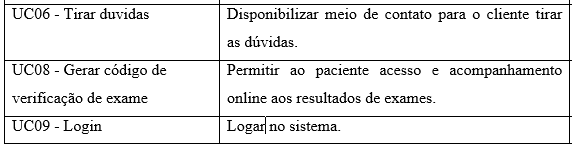 UC06 - Tirar duvidas
Disponibilizar meio de contato para o cliente tirar
as dúvidas.
UC08 - Gerar código de
verificação de exame
Permitir ao paciente acesso e acompanhamento
online aos resultados de exames.
UC09 - Login
Logar no sistema.